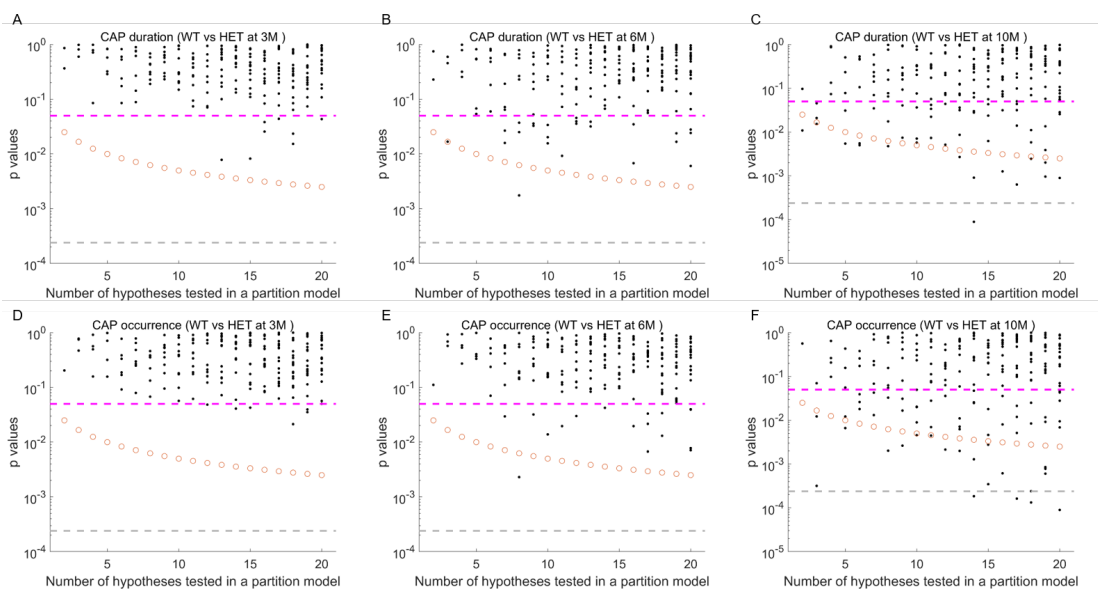 A
CAP duration (WT vs HET at 3M )
10^0
10^-1
10^-2
10^-3
10^-4
p values
5 10 15 20
Number of hypotheses tested in a partition model
B
CAP duration (WT vs HET at 6M )
10^0
10^-1
10^-2
10^-3
10^-4
p values
5 10 15 20
Number of hypotheses tested in a partition model
C
CAP duration (WT vs HET at 10M )
10^0
10^-1
10^-2
10^-3
10^-4
10^-5
p values
5 10 15 20
Number of hypotheses tested in a partition model
D
CAP occurrence (WT vs HET at 3M )
10^0
10^-1
10^-2
10^-3
10^-4
p values
5 10 15 20
Number of hypotheses tested in a partition model
E
CAP occurrence (WT vs HET at 6M )
10^0
10^-1
10^-2
10^-3
10^-4
p values
5 10 15 20
Number of hypotheses tested in a partition model
F
CAP occurrence (WT vs HET at 10M )
10^0
10^-1
10^-2
10^-3
10^-4
10^-5
p values
5 10 15 20
Number of hypotheses tested in a partition model